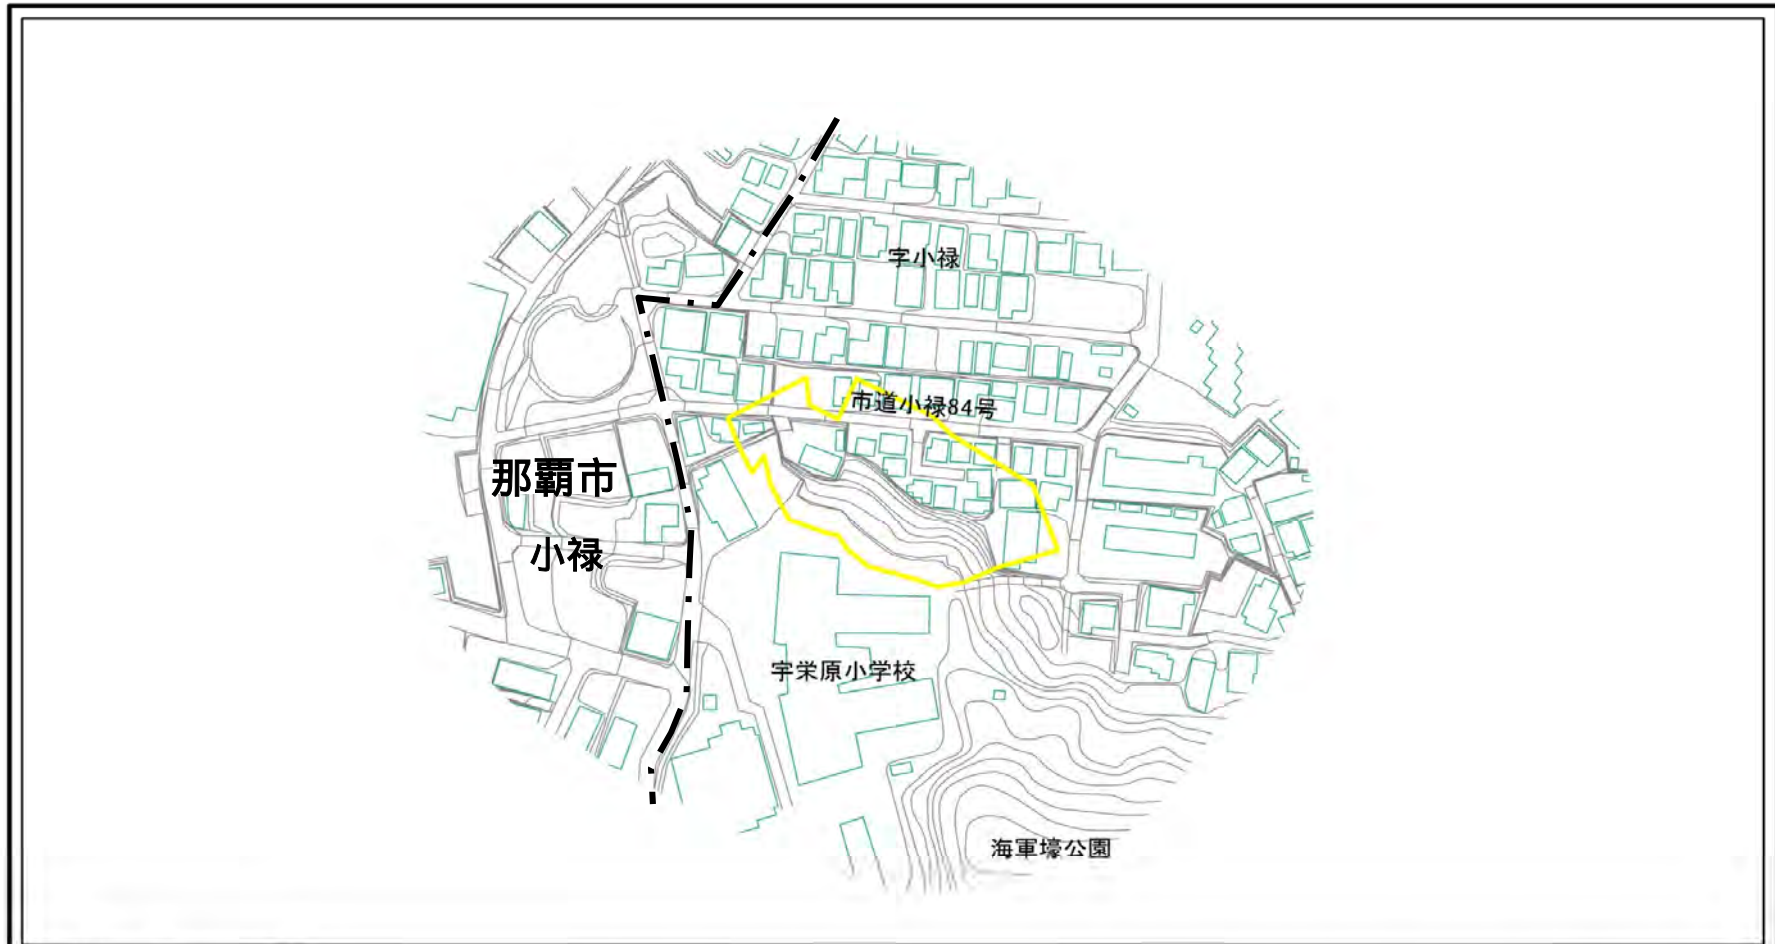 字小禄
市道小禄84号
那覇市
小禄
宇栄原小学校
海軍壕公園